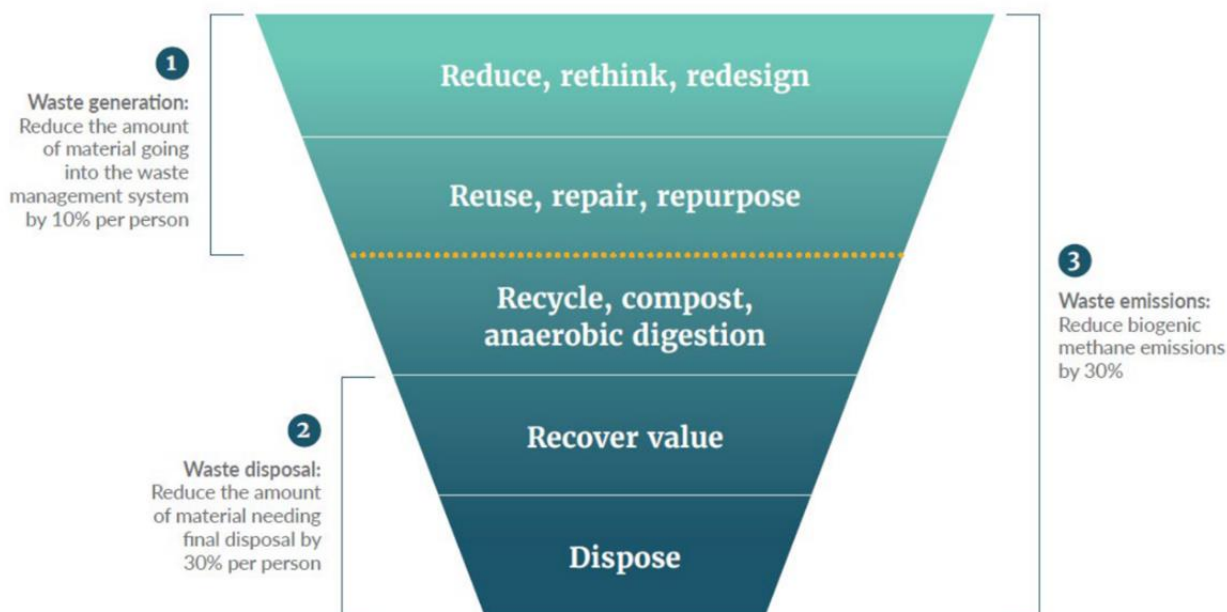 1
Waste generation:
Reduce the amount
of material going
into the waste
management system
by 10% per person
Reduce, rethink, redesign
Reuse, repair, repurpose
Recycle, compost,
anaerobic digestion
Recover value
Dispose
2
Waste disposal:
Reduce the amount
of material needing
final disposal by
30% per person
3
Waste emissions:
Reduce biogenic
methane emissions
by 30%